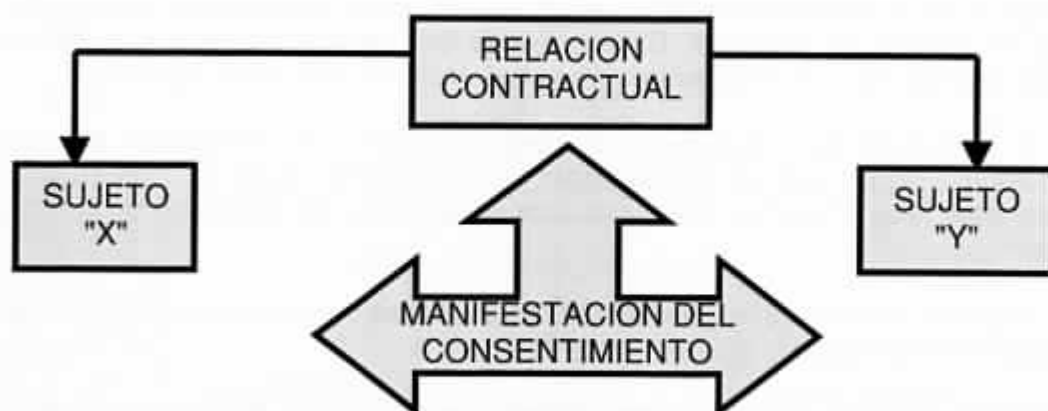 RELACION
CONTRACTUAL
SUJETO
"X"
SUJETO
"Y"
MANIFESTACION DEL
CONSENTIMIENTO